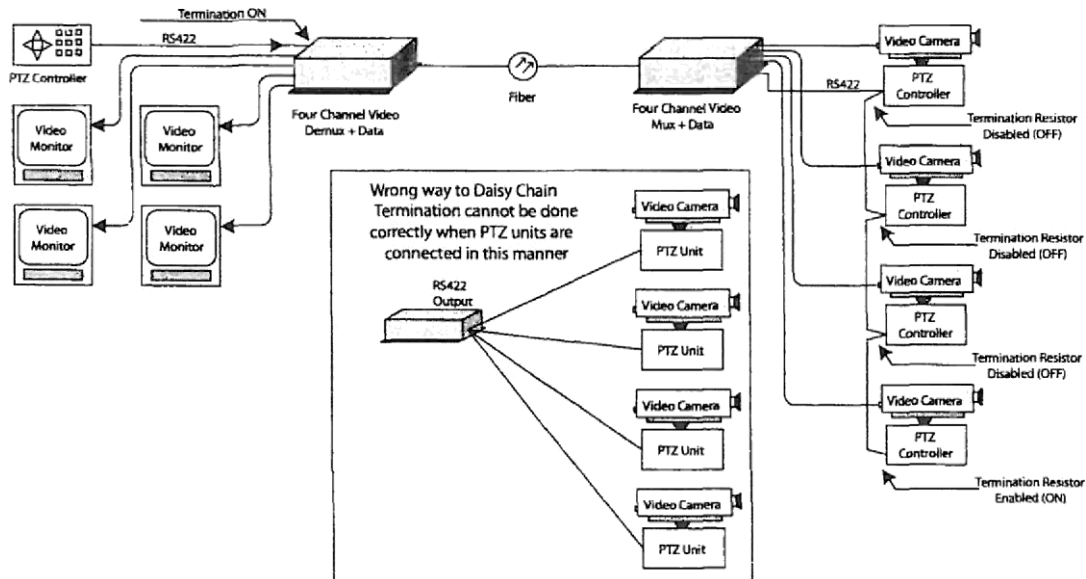 Termination ON
RS422
PTZ Controller
Four Channel Video
Demux + Data
Video
Monitor
Video
Monitor
Video
Monitor
Video
Monitor
Fiber
Four Channel Video
Mux + Data
RS422
Video Camera
PTZ
Controller
Termination Resistor
Disabled (OFF)
Video Camera
PTZ
Controller
Termination Resistor
Disabled (OFF)
Video Camera
PTZ
Controller
Termination Resistor
Disabled (OFF)
Video Camera
PTZ
Controller
Termination Resistor
Enabled (ON)
Wrong way to Daisy Chain
Termination cannot be done
correctly when PTZ units are
connected in this manner
RS422
Output
Video Camera
PTZ Unit
Video Camera
PTZ Unit
Video Camera
PTZ Unit
Video Camera
PTZ Unit